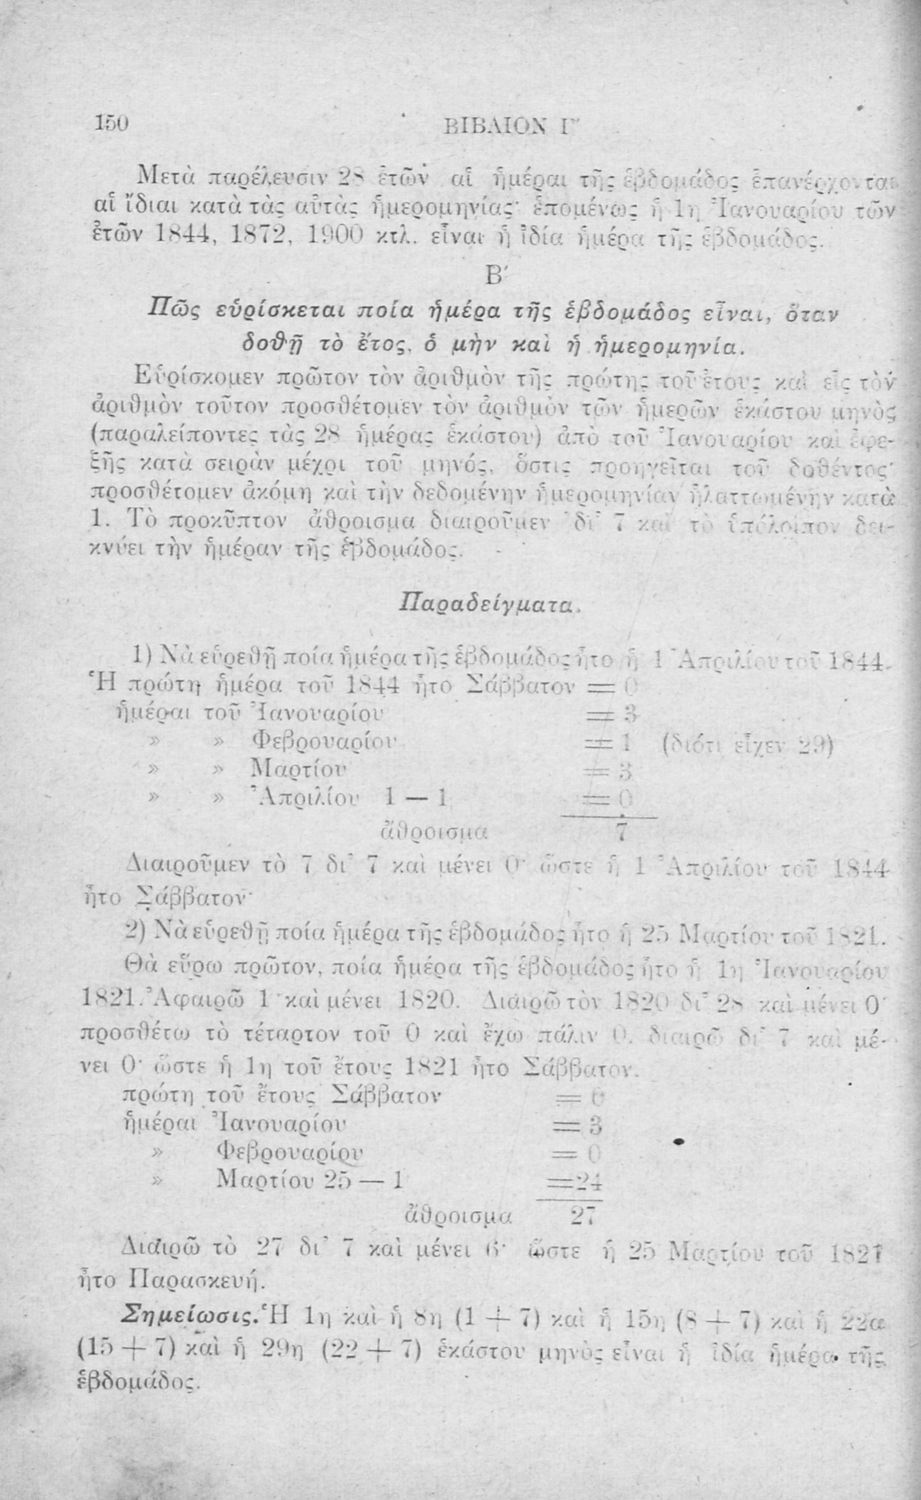 150 ΒΙΒΛΙΟΝ Γ΄
Μετὰ παρέλευσιν 28 ἐτῶν αἱ ἡμέραι τῆς ἑβδομάδος ἐπανέρχονται
αἱ ἴδιαι κατὰ τὰς αὐτὰς ἡμερομηνίας· ἑπομένως ἡ 1η Ἰανουαρίου τῶν
ἐτῶν 1844, 1872, 1900 κτλ. εἶναι ἡ ἰδία ἡμέρα τῆς ἑβδομάδος.
Β΄
Πῶς εὑρίσκεται ποία ἡμέρα τῆς ἑβδομάδος εἶναι, ὅταν
δοθῇ τὸ ἔτος, ὁ μὴν καὶ ἡ ἡμερομηνία.
Εὑρίσκομεν πρῶτον τὸν ἀριθμὸν τῆς πρώτης τοῦ ἔτους καὶ εἰς τὸν
ἀριθμὸν τοῦτον προσθέτομεν τὸν ἀριθμὸν τῶν ἡμερῶν ἑκάστου μηνὸς
(παραλείποντες τὰς 28 ἡμέρας ἑκάστου) ἀπὸ τοῦ Ἰανουαρίου καὶ ἐφε-
ξῆς κατὰ σειρὰν μέχρι τοῦ μηνός, ὅστις προηγεῖται τοῦ δοθέντος·
προσθέτομεν ἀκόμη καὶ τὴν δεδομένην ἡμερομηνίαν ἠλαττωμένην κατὰ
1. Τὸ προκῦπτον ἄθροισμα διαιροῦμεν δι᾽ 7 καὶ τὸ ὑπόλοιπον δει-
κνύει τὴν ἡμέραν τῆς ἑβδομάδος.
Παραδείγματα.
1) Νὰ εὑρεθῇ ποία ἡμέρα τῆς ἑβδομάδος ἦτο ἡ 1 Ἀπριλίου τοῦ 1844.
Ἡ πρώτη ἡμέρα τοῦ 1844 ἦτο Σάββατον = 0
ἡμέραι τοῦ Ἰανουαρίου = 3
» » Φεβρουαρίου = 1 (διότι εἶχεν 29)
» » Μαρτίου = 3
» » Ἀπριλίου 1 — 1 = 0
ἄθροισμα 7
Διαιροῦμεν τὸ 7 δι᾽ 7 καὶ μένει 0· ὥστε ἡ 1 Ἀπριλίου τοῦ 1844
ἦτο Σάββατον·
2) Νὰ εὑρεθῇ ποία ἡμέρα τῆς ἑβδομάδος ἦτο ἡ 25 Μαρτίου τοῦ 1821.
Θὰ εὕρω πρῶτον, ποία ἡμέρα τῆς ἑβδομάδος ἦτο ἡ 1η Ἰανουαρίου
1821. Ἀφαιρῶ 1 καὶ μένει 1820. Διαιρῶ τὸν 1820 δι᾽ 28 καὶ μένει 0·
προσθέτω τὸ τέταρτον τοῦ 0 καὶ ἔχω πάλιν 0, διαιρῶ δι᾽ 7 καὶ μέ-
νει 0· ὥστε ἡ 1η τοῦ ἔτους 1821 ἦτο Σάββατον.
πρώτη τοῦ ἔτους Σάββατον = 0
ἡμέραι Ἰανουαρίου = 3
» Φεβρουαρίου = 0
» Μαρτίου 25 — 1 =24
ἄθροισμα 27
Διαιρῶ τὸ 27 δι᾽ 7 καὶ μένει 6· ὥστε ἡ 25 Μαρτίου τοῦ 1821
ἦτο Παρασκευή.
Σημείωσις. Ἡ 1η καὶ ἡ 8η (1 + 7) καὶ ἡ 15η (8 + 7) καὶ ἡ 22α
(15 + 7) καὶ ἡ 29η (22 + 7) ἑκάστου μηνὸς εἶναι ἡ ἰδία ἡμέρα τῆς
ἑβδομάδος.